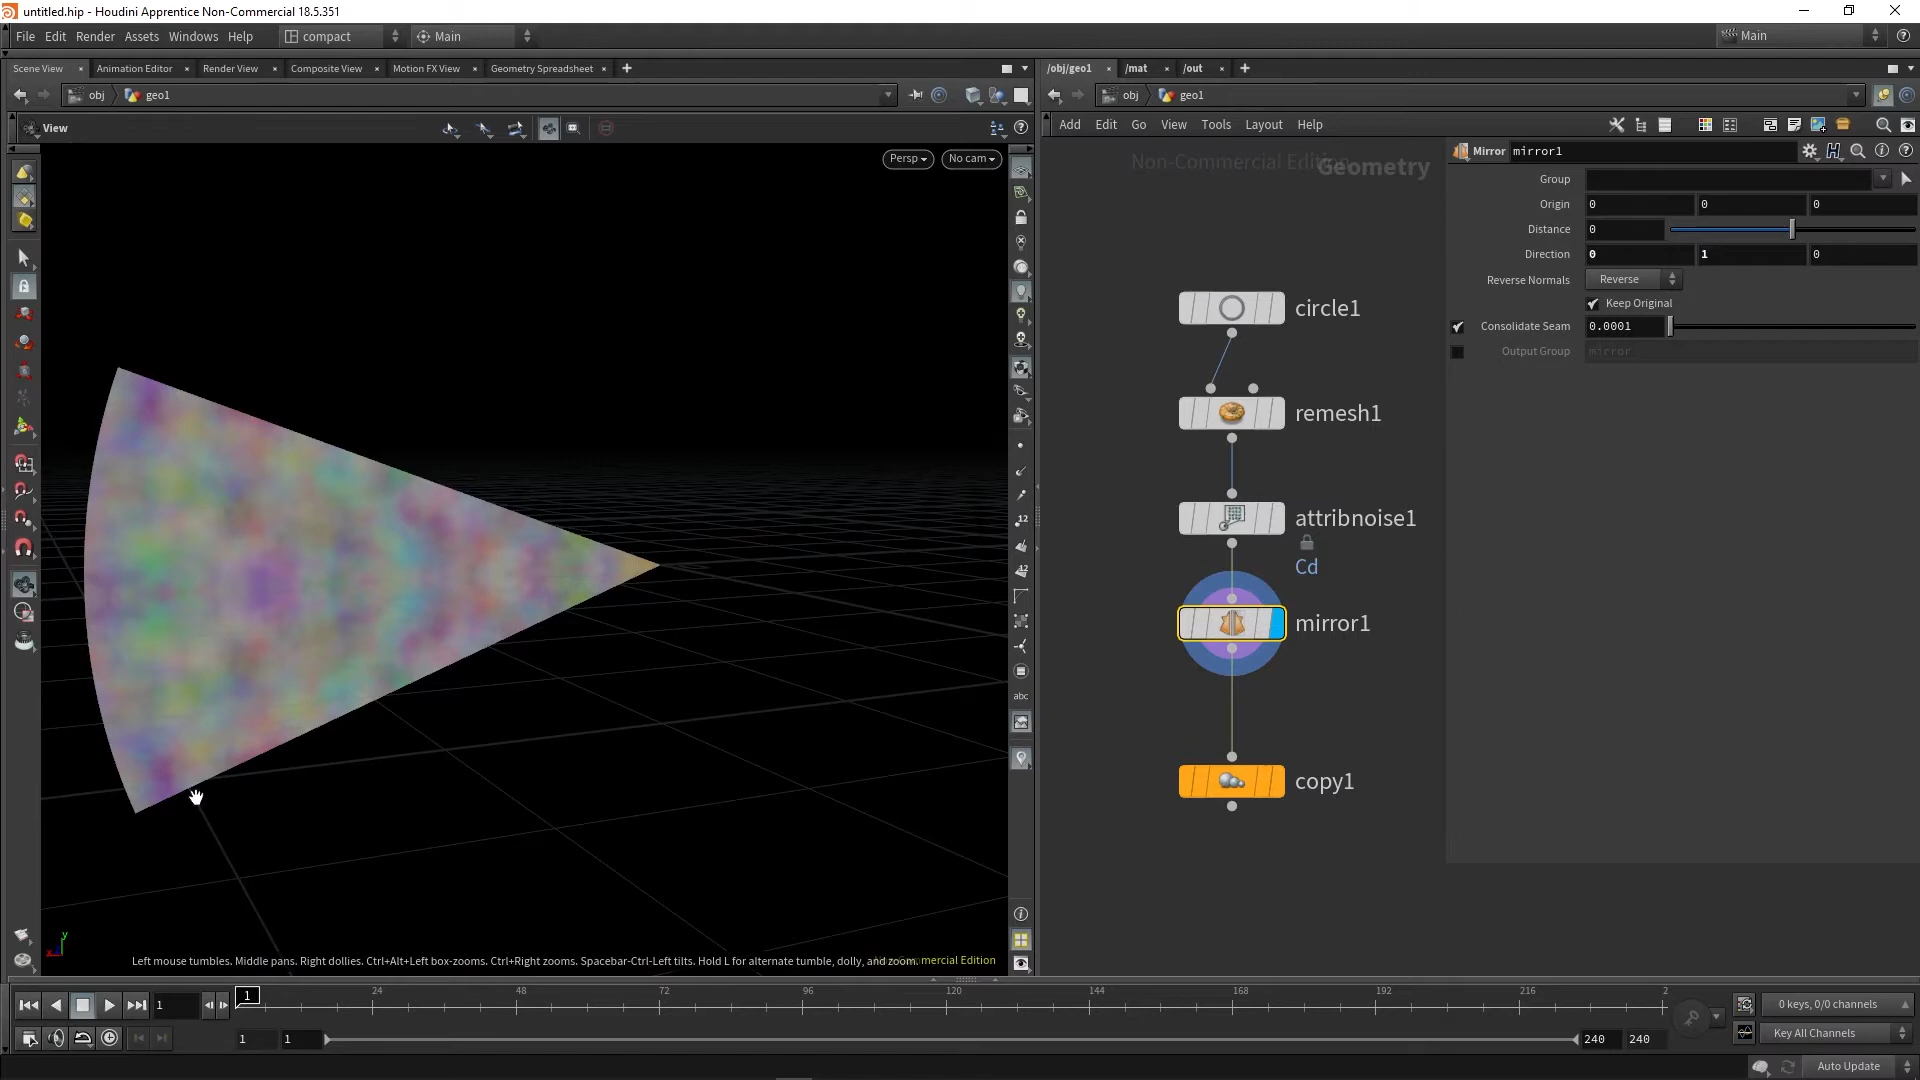 untitled.hip - Houdini Apprentice Non-Commercial 18.5.351
File Edit Render Assets Windows Help compact Main Main
Scene View Animation Editor Render View Composite View Motion FX View Geometry Spreadsheet
/obj/geo1 /mat /out
obj geo1
obj geo1
View
Add Edit Go View Tools Layout Help
Persp No cam
Non-Commercial Edition
Geometry
Mirror mirror1
Group
Origin 0 0 0
Distance 0
Direction 0 1 0
Reverse Normals Reverse
Keep Original
Consolidate Seam 0.0001
Output Group mirror
circle1
remesh1
attribnoise1
Cd
mirror1
copy1
12
12
abc
y
x
Left mouse tumbles. Middle pans. Right dollies. Ctrl+Alt+Left box-zooms. Ctrl+Right zooms. Spacebar-Ctrl-Left tilts. Hold L for alternate tumble, dolly, and zoom.
mmercial Edition
1 1 24 48 72 96 120 144 168 192 216 2
0 keys, 0/0 channels
1 1 240 240
Key All Channels
Auto Update